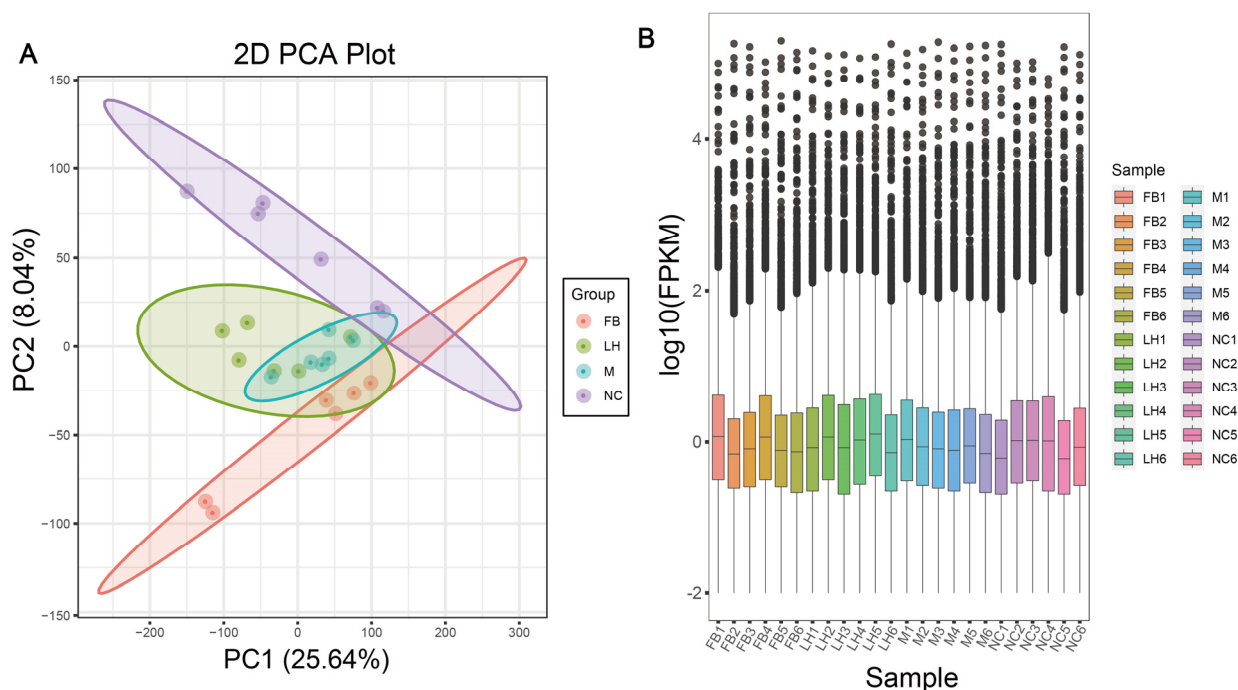 A
2D PCA Plot
150
100
50
0
−50
−100
−150
−200
−100
0
100
200
300
PC2 (8.04%)
PC1 (25.64%)
Group
FB
LH
M
NC
B
4
2
0
-2
log10(FPKM)
FB1
FB2
FB3
FB4
FB5
FB6
LH1
LH2
LH3
LH4
LH5
LH6
M1
M2
M3
M4
M5
M6
NC1
NC2
NC3
NC4
NC5
NC6
Sample
Sample
FB1 M1
FB2 M2
FB3 M3
FB4 M4
FB5 M5
FB6 M6
LH1 NC1
LH2 NC2
LH3 NC3
LH4 NC4
LH5 NC5
LH6 NC6